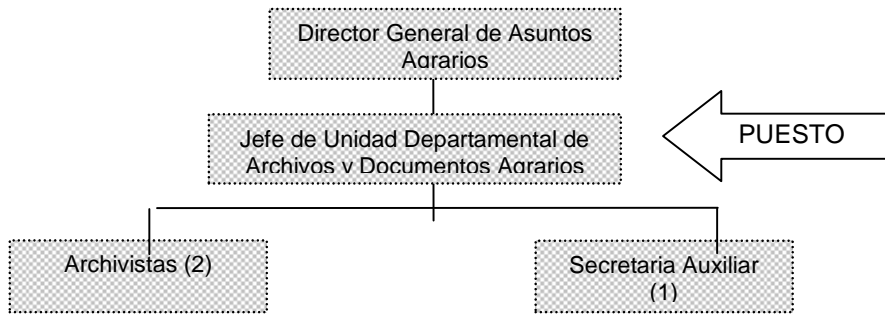 Director General de Asuntos
Agrarios
Jefe de Unidad Departamental de
Archivos y Documentos Agrarios
PUESTO
Archivistas (2)
Secretaria Auxiliar
(1)